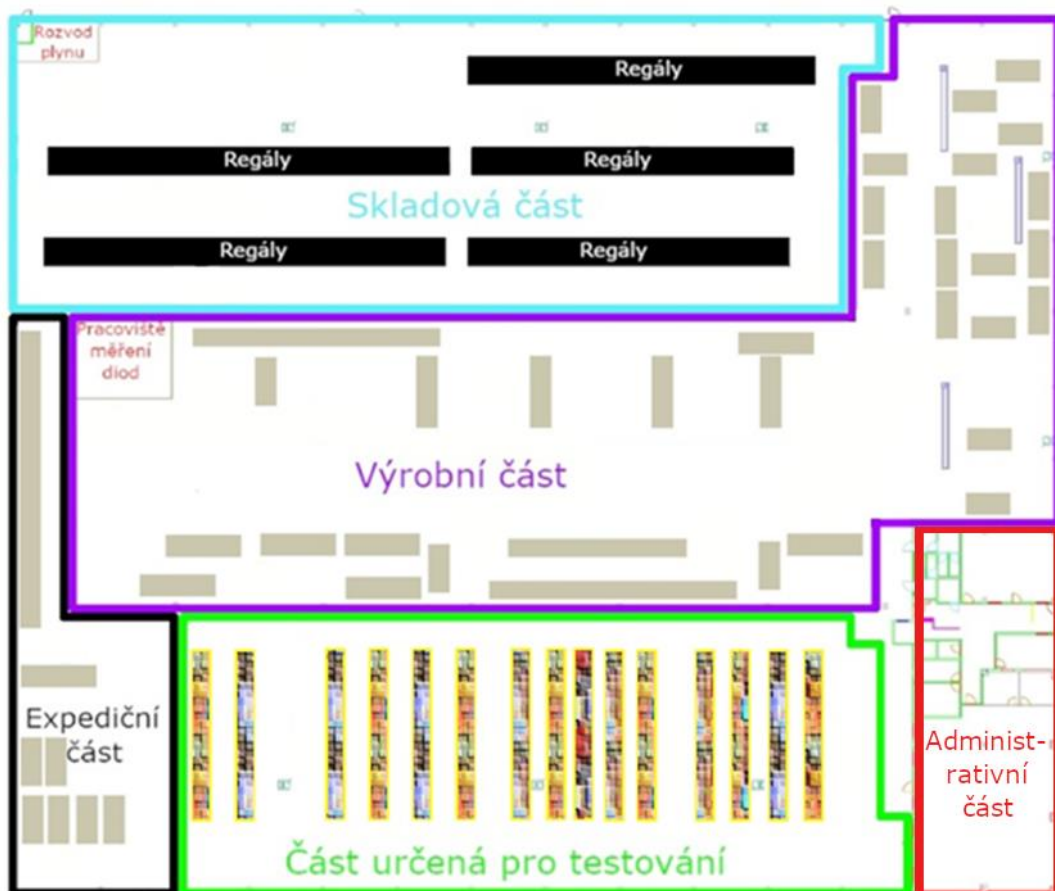 Rozvod
plynu
Regály
Regály
Regály
Skladová část
Regály
Regály
Pracoviště
měření
diod
Výrobní část
Expediční
část
Administ-
rativní
část
Část určená pro testování